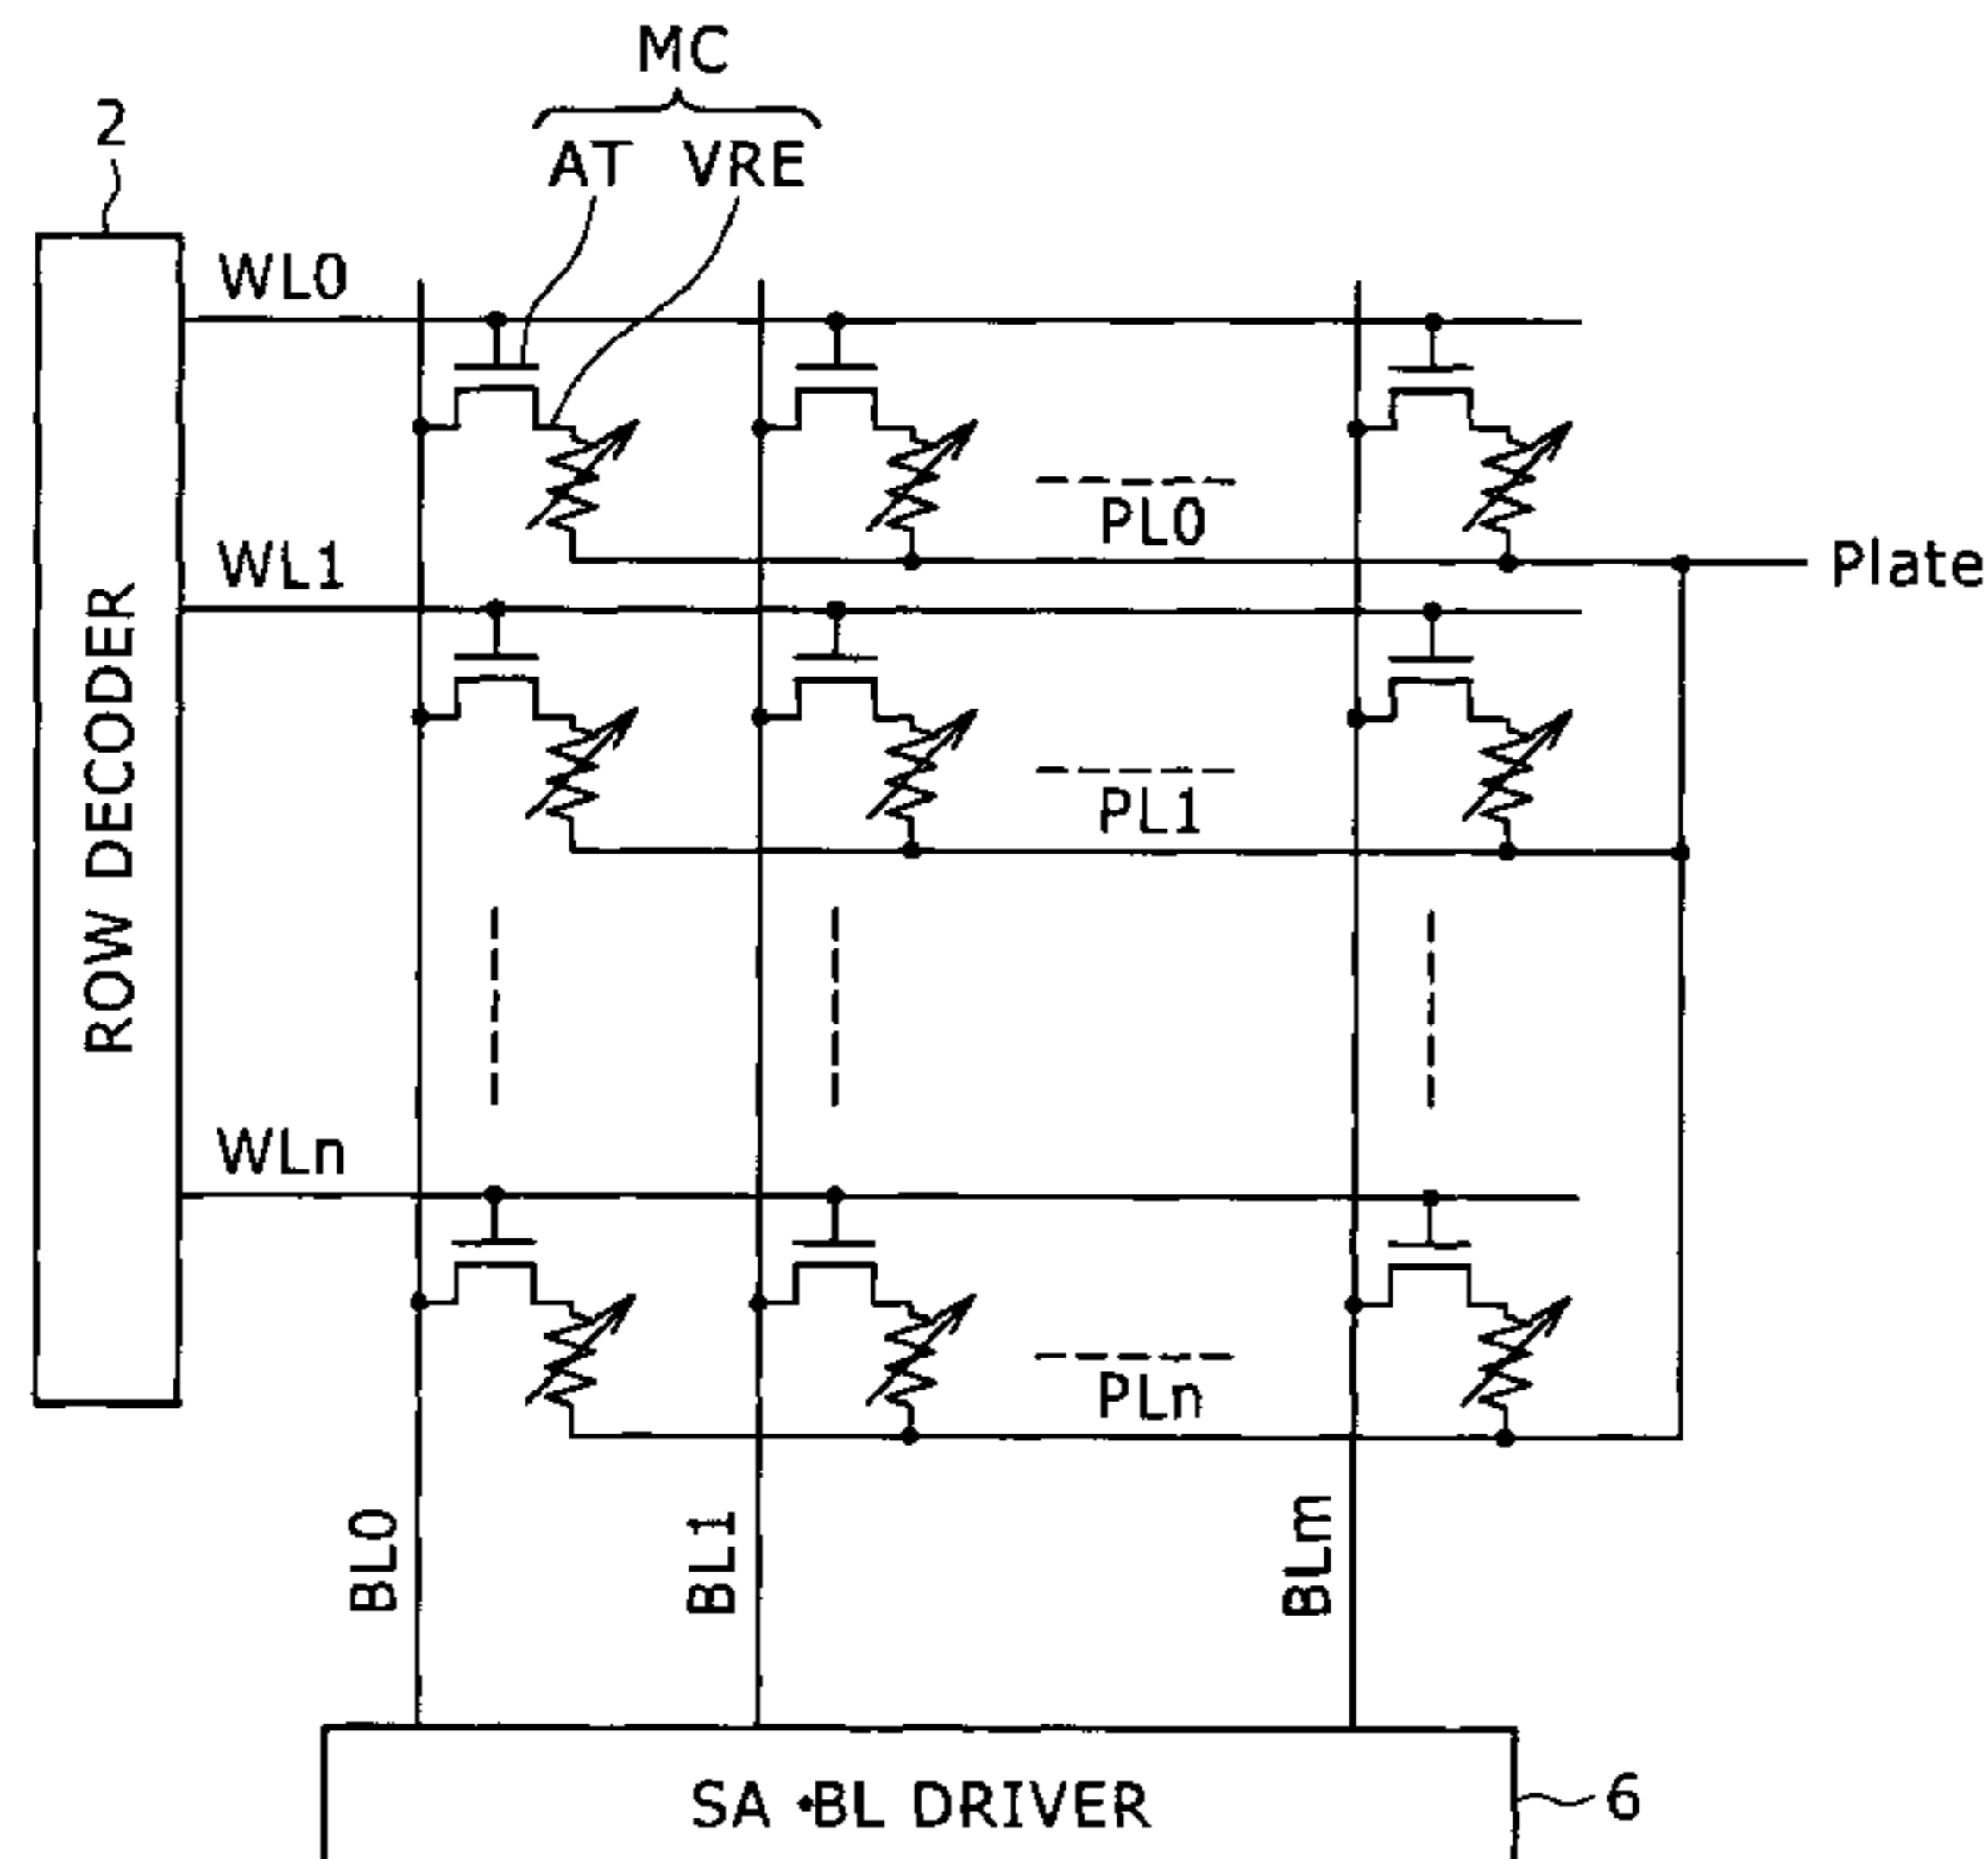 MC
2
AT VRE
WL0
PL0
Plate
WL1
PL1
ROW DECODER
WLn
PLn
BL0
BL1
BLm
SA •BL DRIVER
6